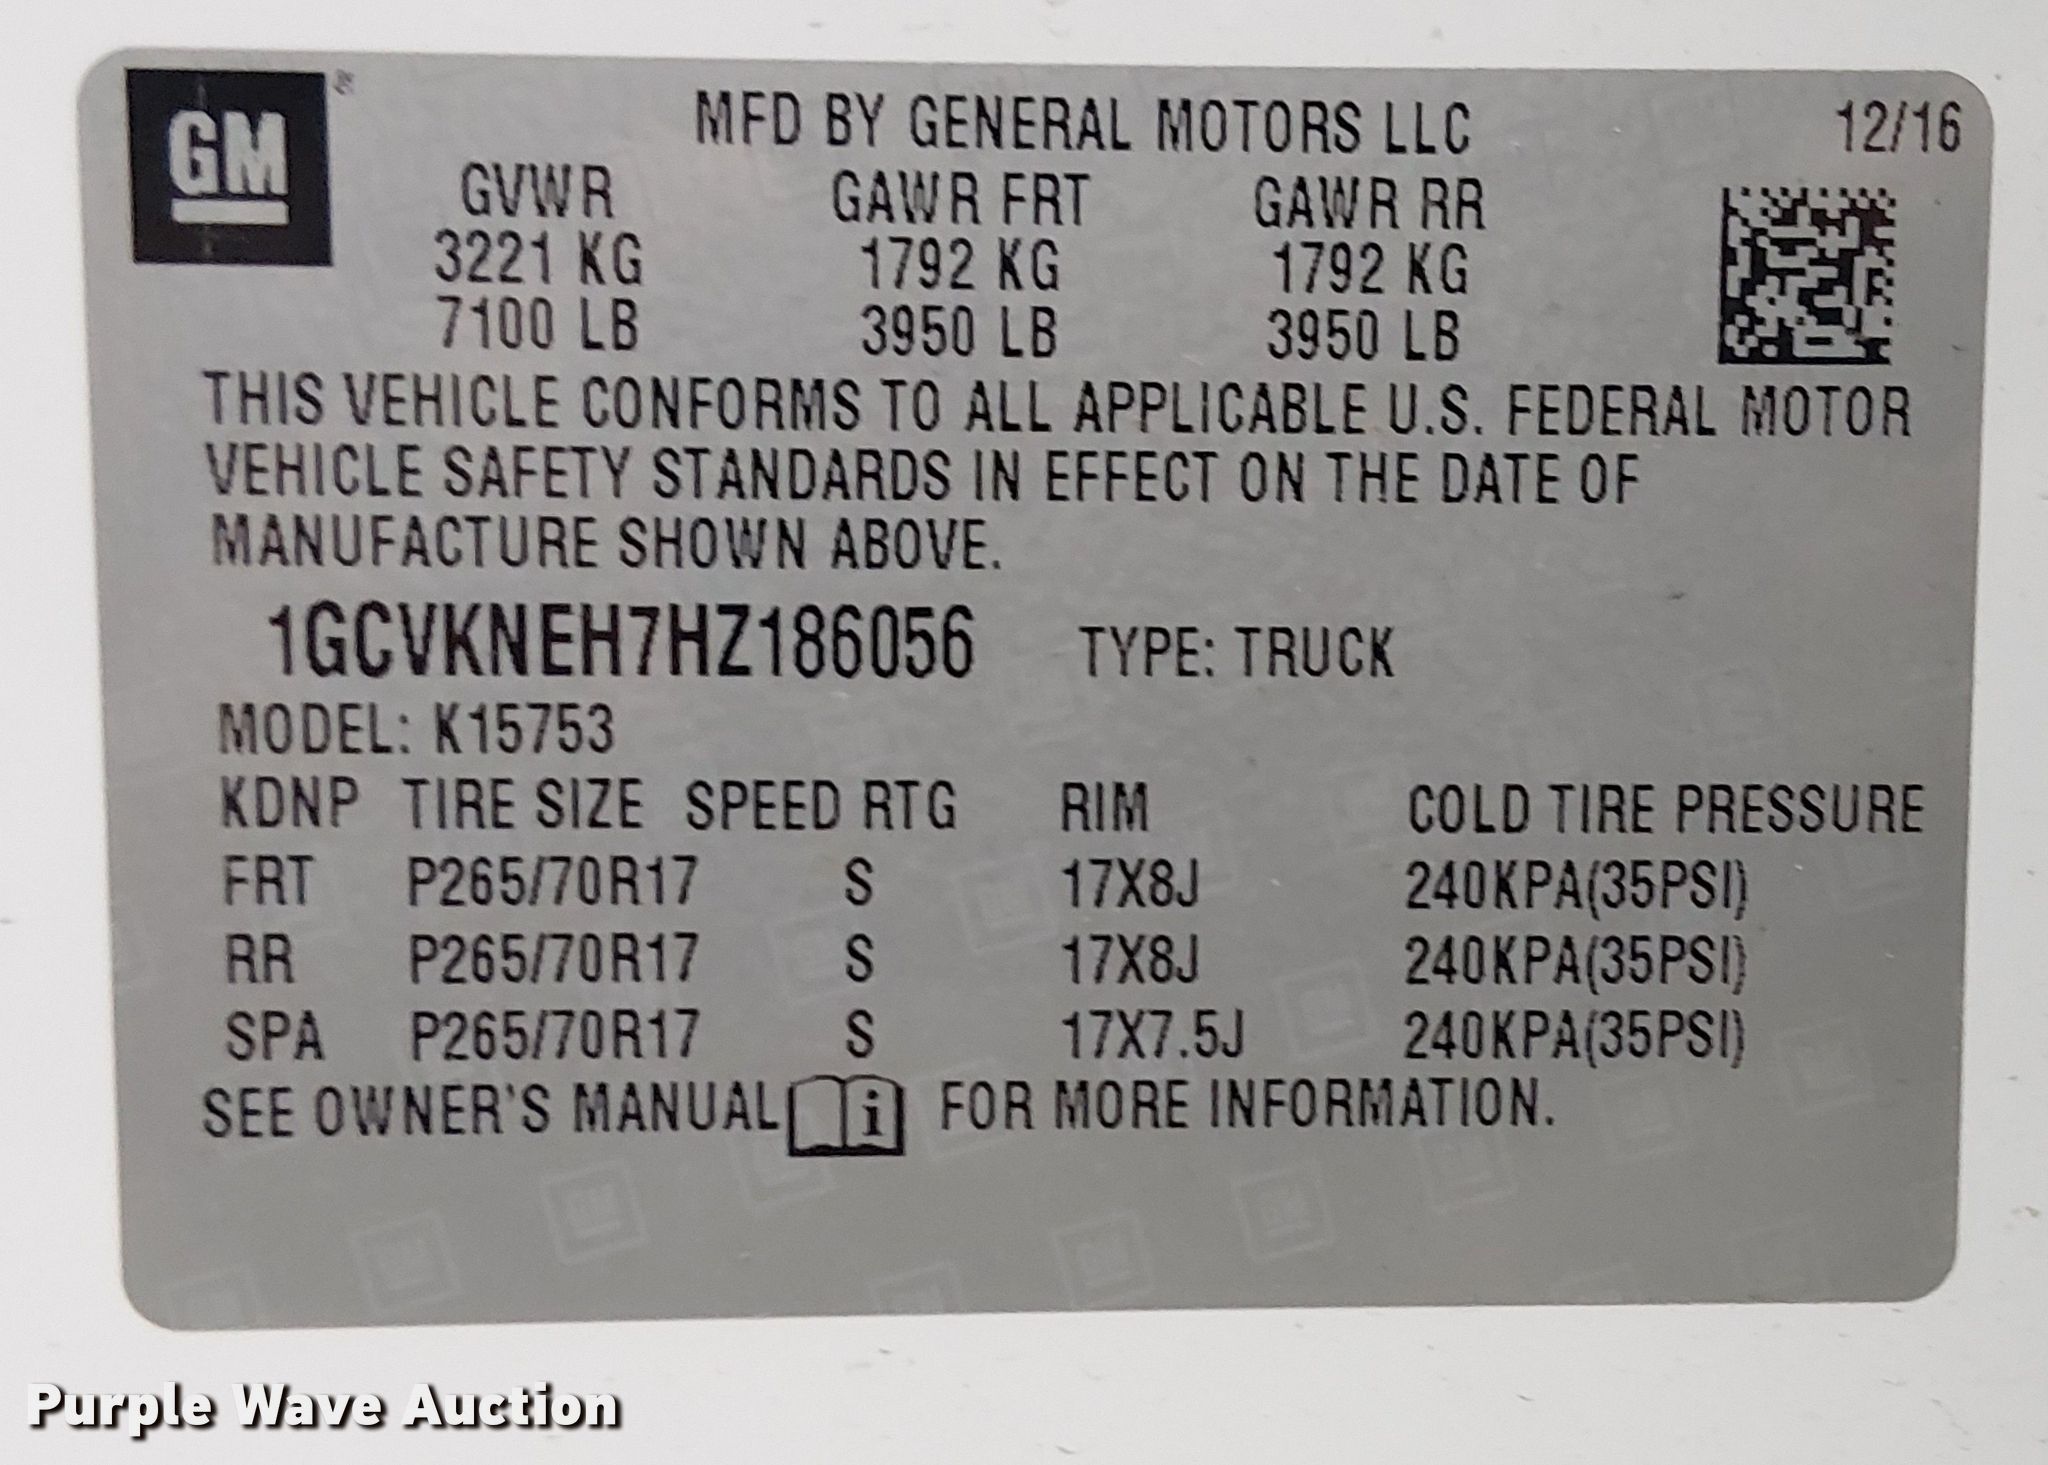 GM
MFD BY GENERAL MOTORS LLC 12/16
GVWR GAWR FRT GAWR RR
3221 KG 1792 KG 1792 KG
7100 LB 3950 LB 3950 LB
THIS VEHICLE CONFORMS TO ALL APPLICABLE U.S. FEDERAL MOTOR
VEHICLE SAFETY STANDARDS IN EFFECT ON THE DATE OF
MANUFACTURE SHOWN ABOVE.
1GCVKNEH7HZ186056 TYPE: TRUCK
MODEL: K15753
KDNP TIRE SIZE SPEED RTG RIM COLD TIRE PRESSURE
FRT P265/70R17 S 17X8J 240KPA(35PSI)
RR P265/70R17 S 17X8J 240KPA(35PSI)
SPA P265/70R17 S 17X7.5J 240KPA(35PSI)
SEE OWNER'S MANUAL i FOR MORE INFORMATION.
Purple Wave Auction